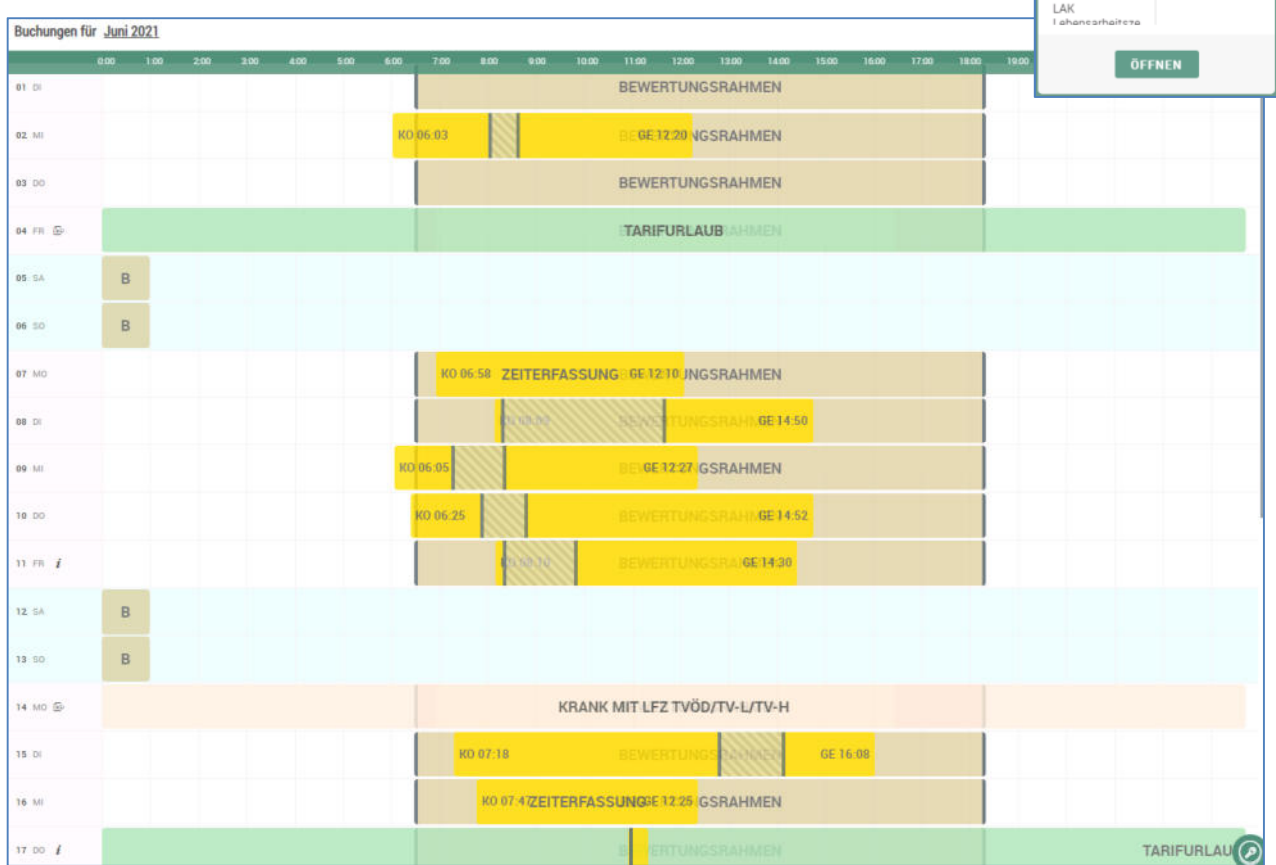 LAK
ÖFFNEN
Buchungen für Juni 2021
0:00 1:00 2:00 3:00 4:00 5:00 6:00 7:00 8:00 9:00 10:00 11:00 12:00 13:00 14:00 15:00 16:00 17:00 18:00 19:00
01 DI BEWERTUNGSRAHMEN
02 MI KO 06:03 GE 12:20 NGSRAHMEN
03 DO BEWERTUNGSRAHMEN
04 FR TARIFURLAUB
05 SA B
06 SO B
07 MO KO 06:58 ZEITERFASSUNG GE 12:10 UNGSRAHMEN
08 DI GE 14:50
09 MI KO 06:05 GE 12:27 GSRAHMEN
10 DO KO 06:25 BEWERTUNGSRAHM GE 14:52
11 FR i BEWERTUNGSRA GE 14:30
12 SA B
13 SO B
14 MO KRANK MIT LFZ TVÖD/TV-L/TV-H
15 DI KO 07:18 BEWERTUNGS GE 16:08
16 MI KO 07:47 ZEITERFASSUNG GE 12:25 GSRAHMEN
17 DO i TARIFURLAU